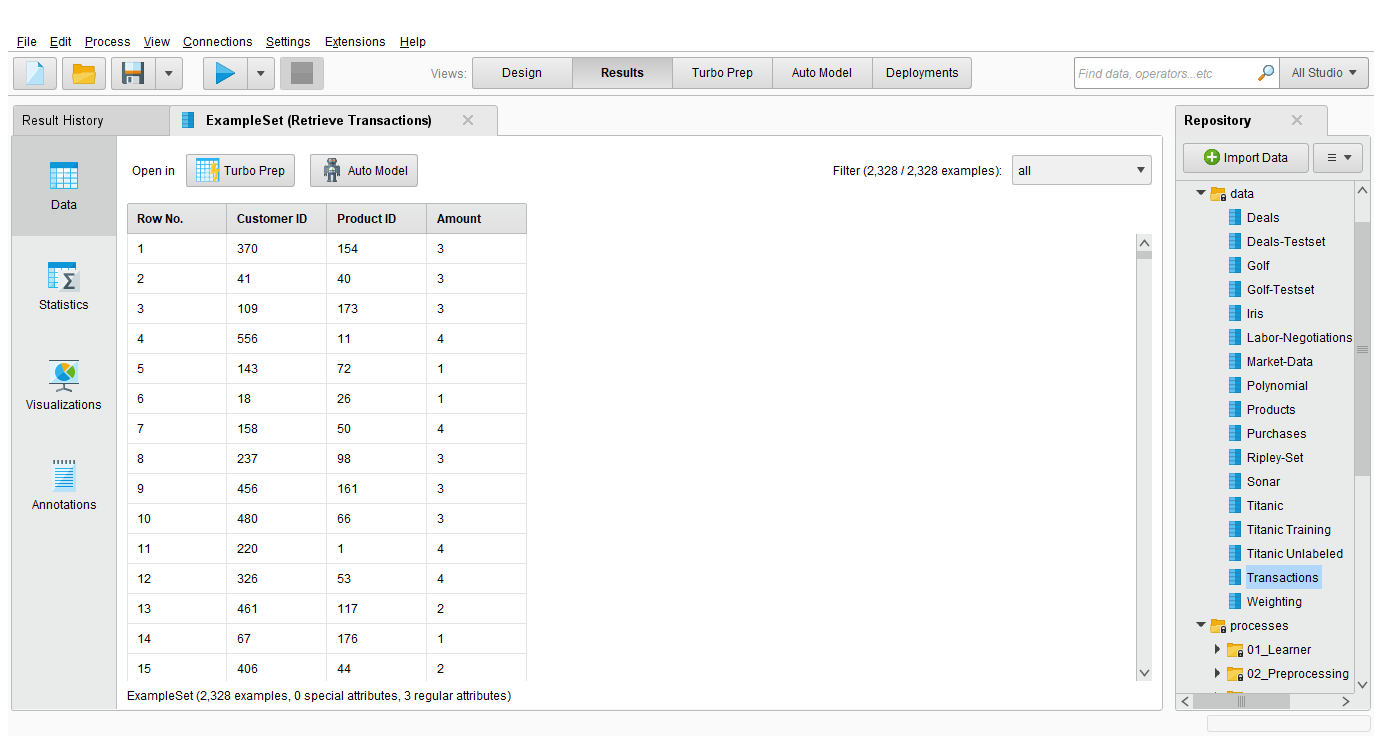 File Edit Process View Connections Settings Extensions Help
Views: Design Results Turbo Prep Auto Model Deployments Find data, operators...etc All Studio
Result History ExampleSet (Retrieve Transactions) Repository
Open in Turbo Prep Auto Model Filter (2,328 / 2,328 examples): all
Import Data
Data
Statistics
Visualizations
Annotations
Row No. Customer ID Product ID Amount
1 370 154 3
2 41 40 3
3 109 173 3
4 556 11 4
5 143 72 1
6 18 26 1
7 158 50 4
8 237 98 3
9 456 161 3
10 480 66 3
11 220 1 4
12 326 53 4
13 461 117 2
14 67 176 1
15 406 44 2
ExampleSet (2,328 examples, 0 special attributes, 3 regular attributes)
data
Deals
Deals-Testset
Golf
Golf-Testset
Iris
Labor-Negotiations
Market-Data
Polynomial
Products
Purchases
Ripley-Set
Sonar
Titanic
Titanic Training
Titanic Unlabeled
Transactions
Weighting
processes
01_Learner
02_Preprocessing